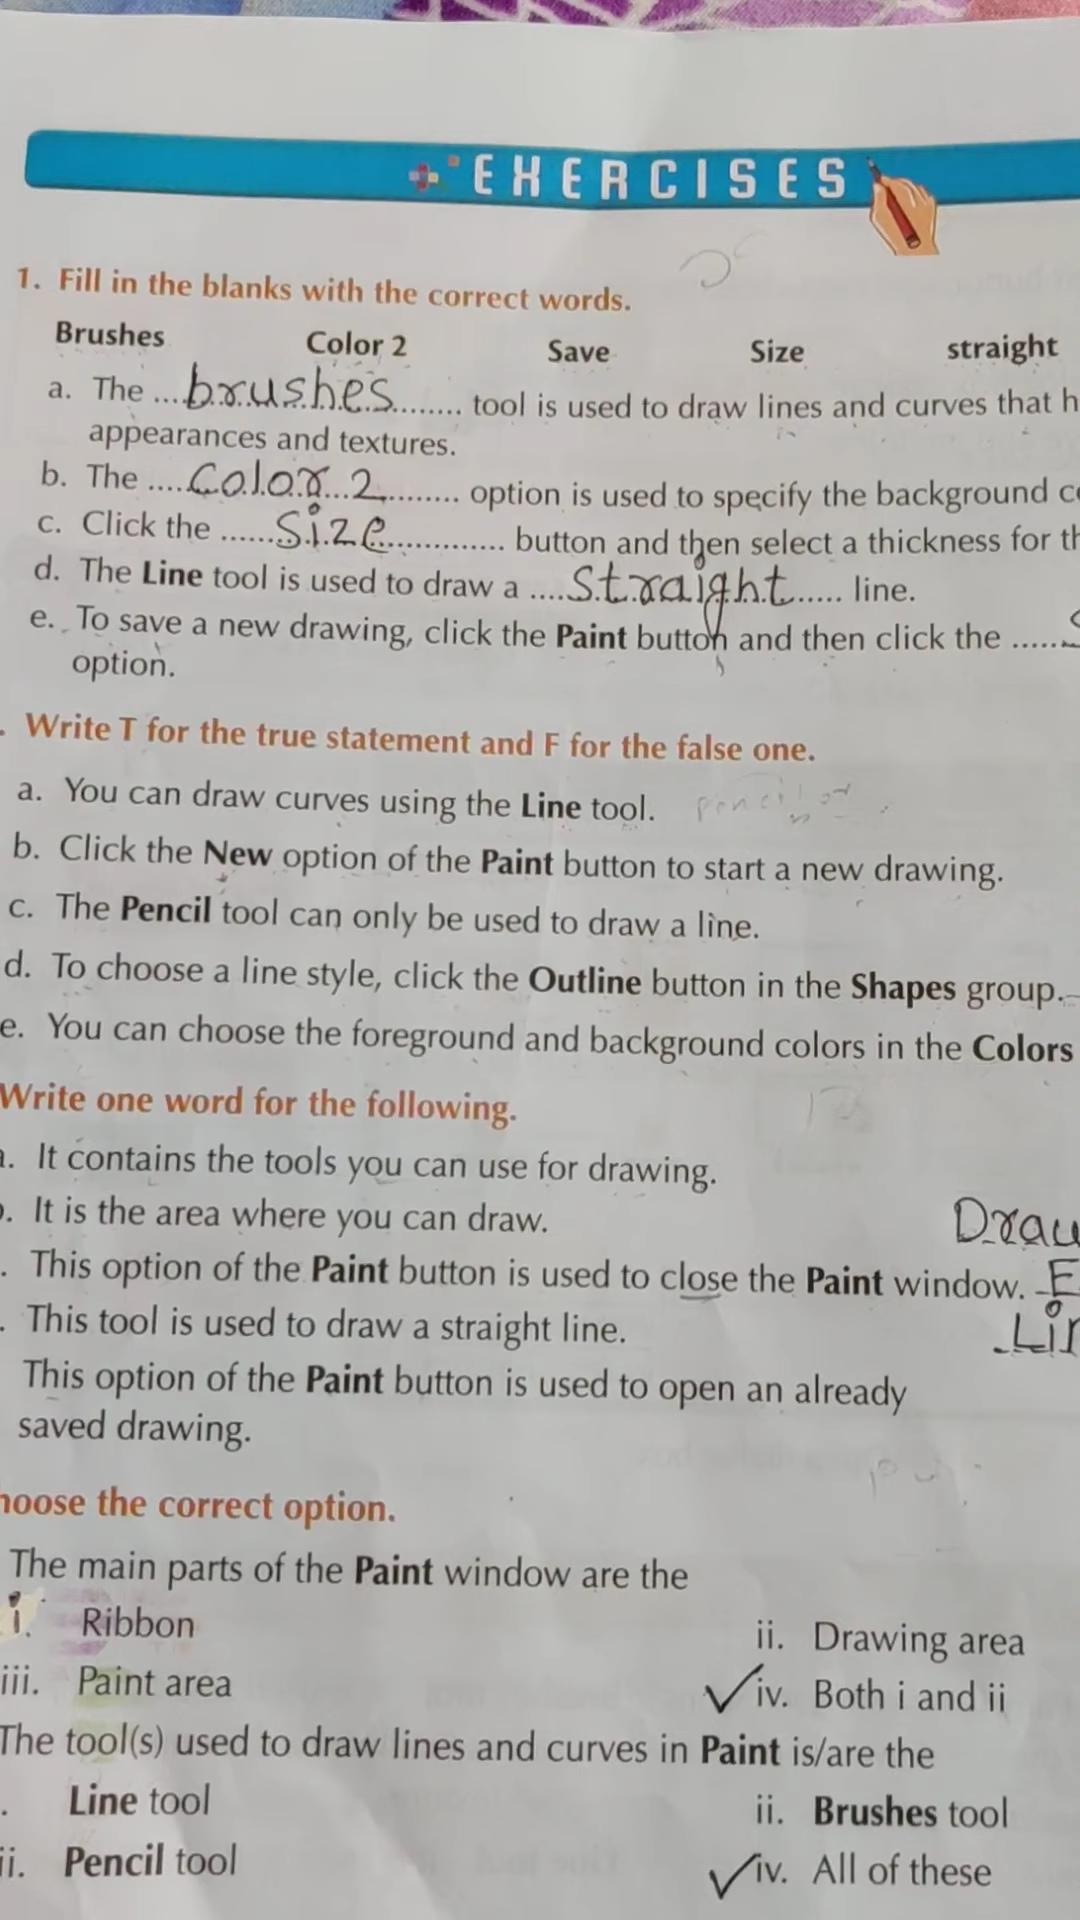 EXERCISES
1. Fill in the blanks with the correct words.
Brushes Color 2 Save Size straight
a. The ...brushes........ tool is used to draw lines and curves that h
appearances and textures.
b. The ....Color 2........ option is used to specify the background c
c. Click the ......Size............. button and then select a thickness for th
d. The Line tool is used to draw a ....Straight..... line.
e. To save a new drawing, click the Paint button and then click the ......S
option.
. Write T for the true statement and F for the false one.
a. You can draw curves using the Line tool. pencil
b. Click the New option of the Paint button to start a new drawing.
c. The Pencil tool can only be used to draw a line.
d. To choose a line style, click the Outline button in the Shapes group.
e. You can choose the foreground and background colors in the Colors
Write one word for the following.
a. It contains the tools you can use for drawing.
. It is the area where you can draw. Draw
. This option of the Paint button is used to close the Paint window. E
. This tool is used to draw a straight line. Lin
This option of the Paint button is used to open an already
saved drawing.
hoose the correct option.
The main parts of the Paint window are the
i. Ribbon ii. Drawing area
iii. Paint area ✓iv. Both i and ii
The tool(s) used to draw lines and curves in Paint is/are the
. Line tool ii. Brushes tool
ii. Pencil tool ✓iv. All of these